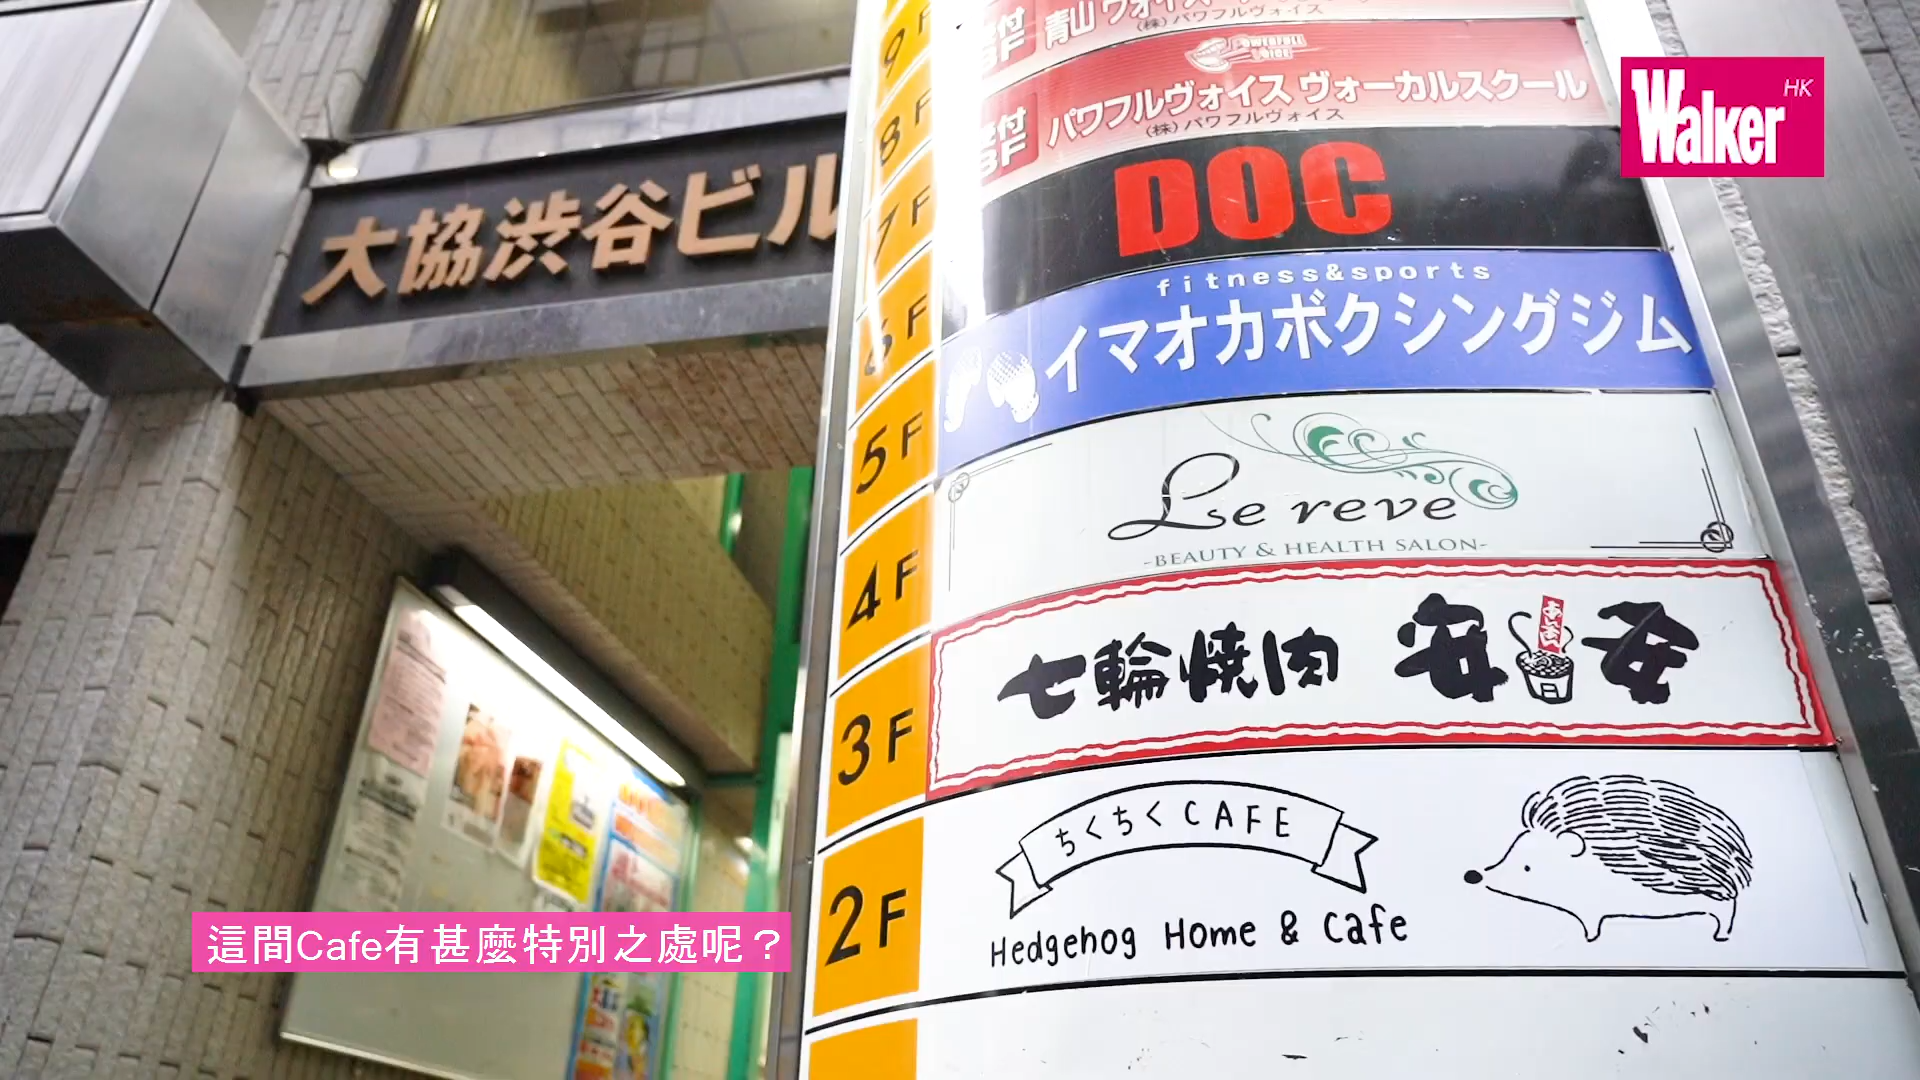 青山ヴォイス
(株)パワフルヴォイス
9F
POWERFULL
VOICE
パワフルヴォイス ヴォーカルスクール
(株)パワフルヴォイス
受付
8F
8F
DOC
7F
fitness&sports
イマオカボクシングジム
6F
Le reve
-BEAUTY & HEALTH SALON-
5F
4F
七輪焼肉 安安
3F
ちくちくCAFE
Hedgehog Home & Cafe
2F
大協渋谷ビル
Walker HK
這間Cafe有甚麼特別之處呢？